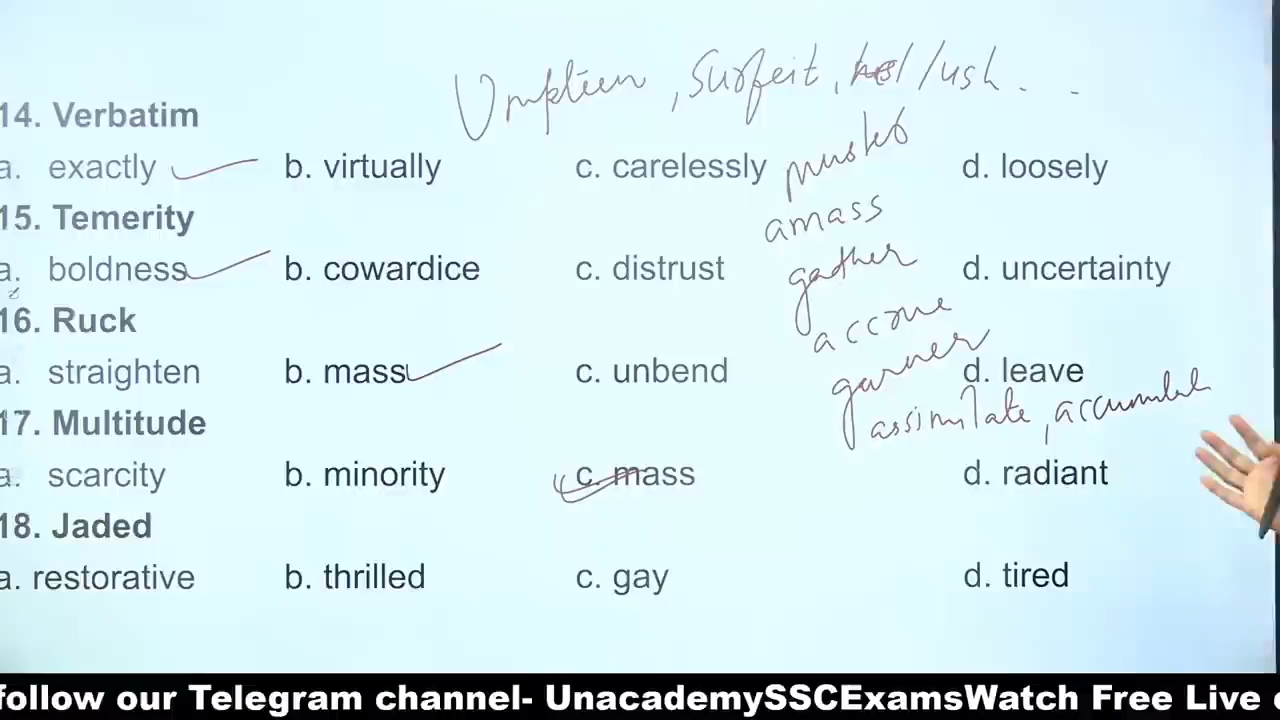 Umpteen, Surfeit, /ush . .
14. Verbatim
a. exactly b. virtually c. carelessly d. loosely
muster
amass
15. Temerity
a. boldness b. cowardice c. distrust d. uncertainty
gather
16. Ruck
accrue
a. straighten b. mass c. unbend d. leave
garner
assimilate, accumulate
17. Multitude
a. scarcity b. minority c. mass d. radiant
18. Jaded
a. restorative b. thrilled c. gay d. tired
follow our Telegram channel- UnacademySSCExamsWatch Free Live